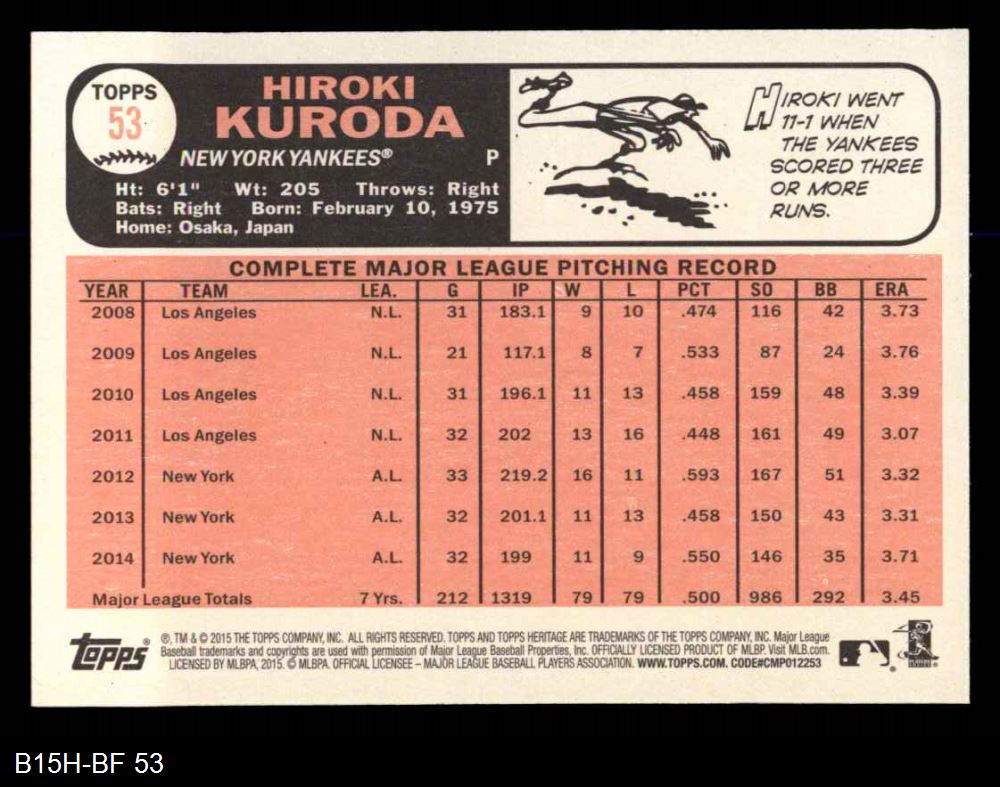 TOPPS
53
HIROKI
KURODA
NEW YORK YANKEES® P
Ht: 6'1" Wt: 205 Throws: Right
Bats: Right Born: February 10, 1975
Home: Osaka, Japan
HIROKI WENT
11-1 WHEN
THE YANKEES
SCORED THREE
OR MORE
RUNS.
COMPLETE MAJOR LEAGUE PITCHING RECORD
YEAR TEAM LEA. G IP W L PCT SO BB ERA
2008 Los Angeles N.L. 31 183.1 9 10 .474 116 42 3.73
2009 Los Angeles N.L. 21 117.1 8 7 .533 87 24 3.76
2010 Los Angeles N.L. 31 196.1 11 13 .458 159 48 3.39
2011 Los Angeles N.L. 32 202 13 16 .448 161 49 3.07
2012 New York A.L. 33 219.2 16 11 .593 167 51 3.32
2013 New York A.L. 32 201.1 11 13 .458 150 43 3.31
2014 New York A.L. 32 199 11 9 .550 146 35 3.71
Major League Totals 7 Yrs. 212 1319 79 79 .500 986 292 3.45
Topps®
®, TM & © 2015 THE TOPPS COMPANY, INC. ALL RIGHTS RESERVED. TOPPS AND TOPPS HERITAGE ARE TRADEMARKS OF THE TOPPS COMPANY, INC. Major League
Baseball trademarks and copyrights are used with permission of Major League Baseball Properties, Inc. OFFICIALLY LICENSED PRODUCT OF MLBP. Visit MLB.com.
LICENSED BY MLBPA, 2015. © MLBPA. OFFICIAL LICENSEE – MAJOR LEAGUE BASEBALL PLAYERS ASSOCIATION. WWW.TOPPS.COM. CODE#CMP012253
B15H-BF 53